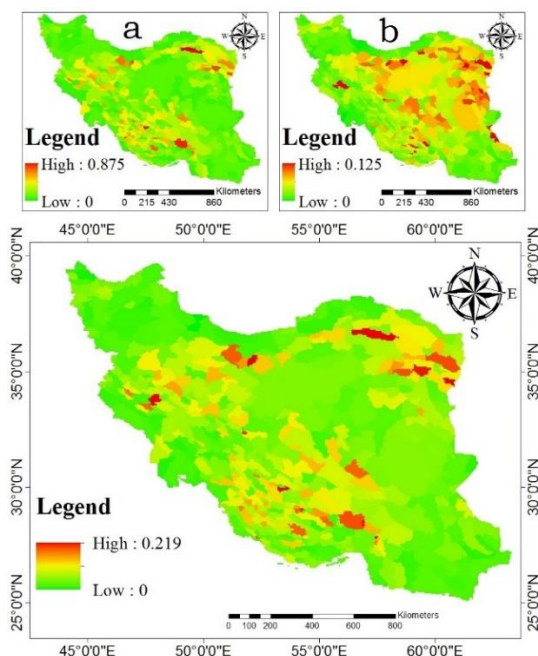 a
N
W E
S
Legend
High : 0.875
Low : 0
Kilometers
0 215 430 860
b
N
W E
S
Legend
High : 0.125
Low : 0
Kilometers
0 215 430 860
45°0'0"E 50°0'0"E 55°0'0"E 60°0'0"E
40°0'0"N
35°0'0"N
30°0'0"N
25°0'0"N
N
W E
S
40°0'0"N
35°0'0"N
30°0'0"N
25°0'0"N
Legend
High : 0.219
Low : 0
Kilometers
0 100 200 400 600 800
45°0'0"E 50°0'0"E 55°0'0"E 60°0'0"E